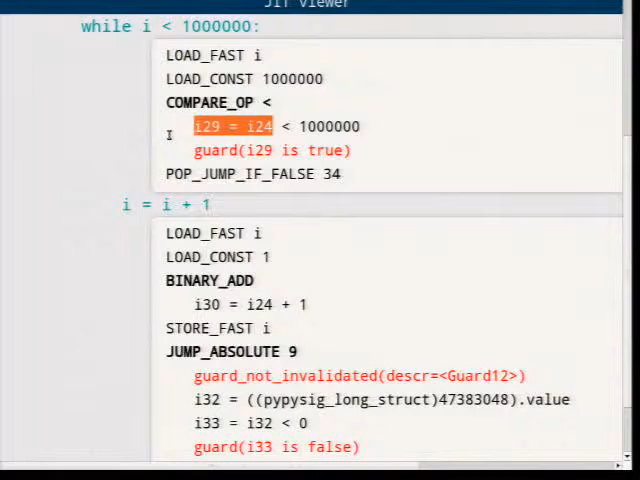 JIT Viewer
while i < 1000000:
LOAD_FAST i
LOAD_CONST 1000000
COMPARE_OP <
i29 = i24 < 1000000
guard(i29 is true)
POP_JUMP_IF_FALSE 34
i = i + 1
LOAD_FAST i
LOAD_CONST 1
BINARY_ADD
i30 = i24 + 1
STORE_FAST i
JUMP_ABSOLUTE 9
guard_not_invalidated(descr=<Guard12>)
i32 = ((pypysig_long_struct)47383048).value
i33 = i32 < 0
guard(i33 is false)